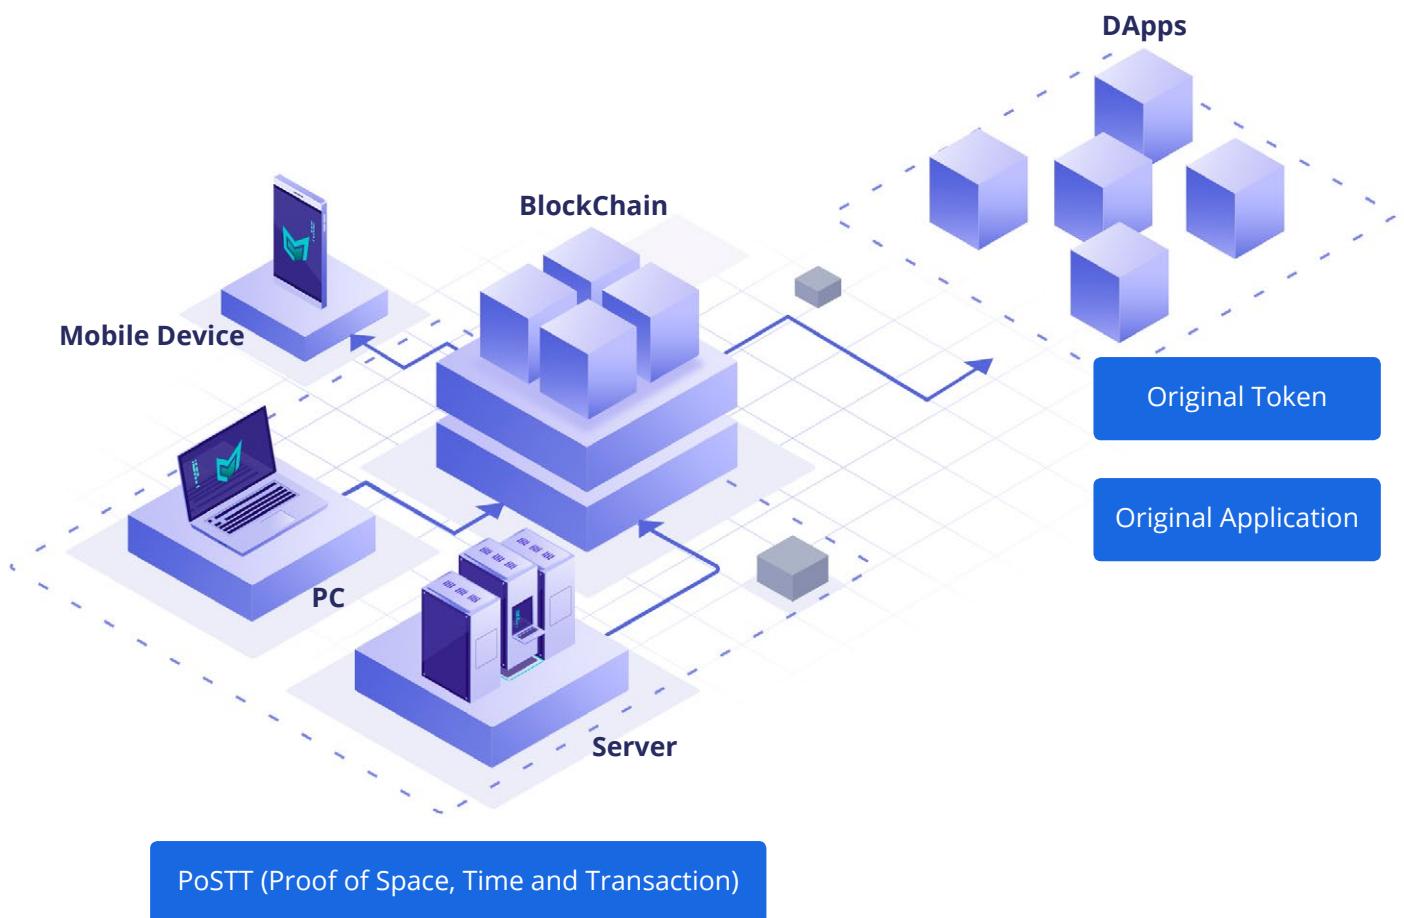 DApps
BlockChain
Mobile Device
Original Token
Original Application
PC
Server
PoSTT (Proof of Space, Time and Transaction)